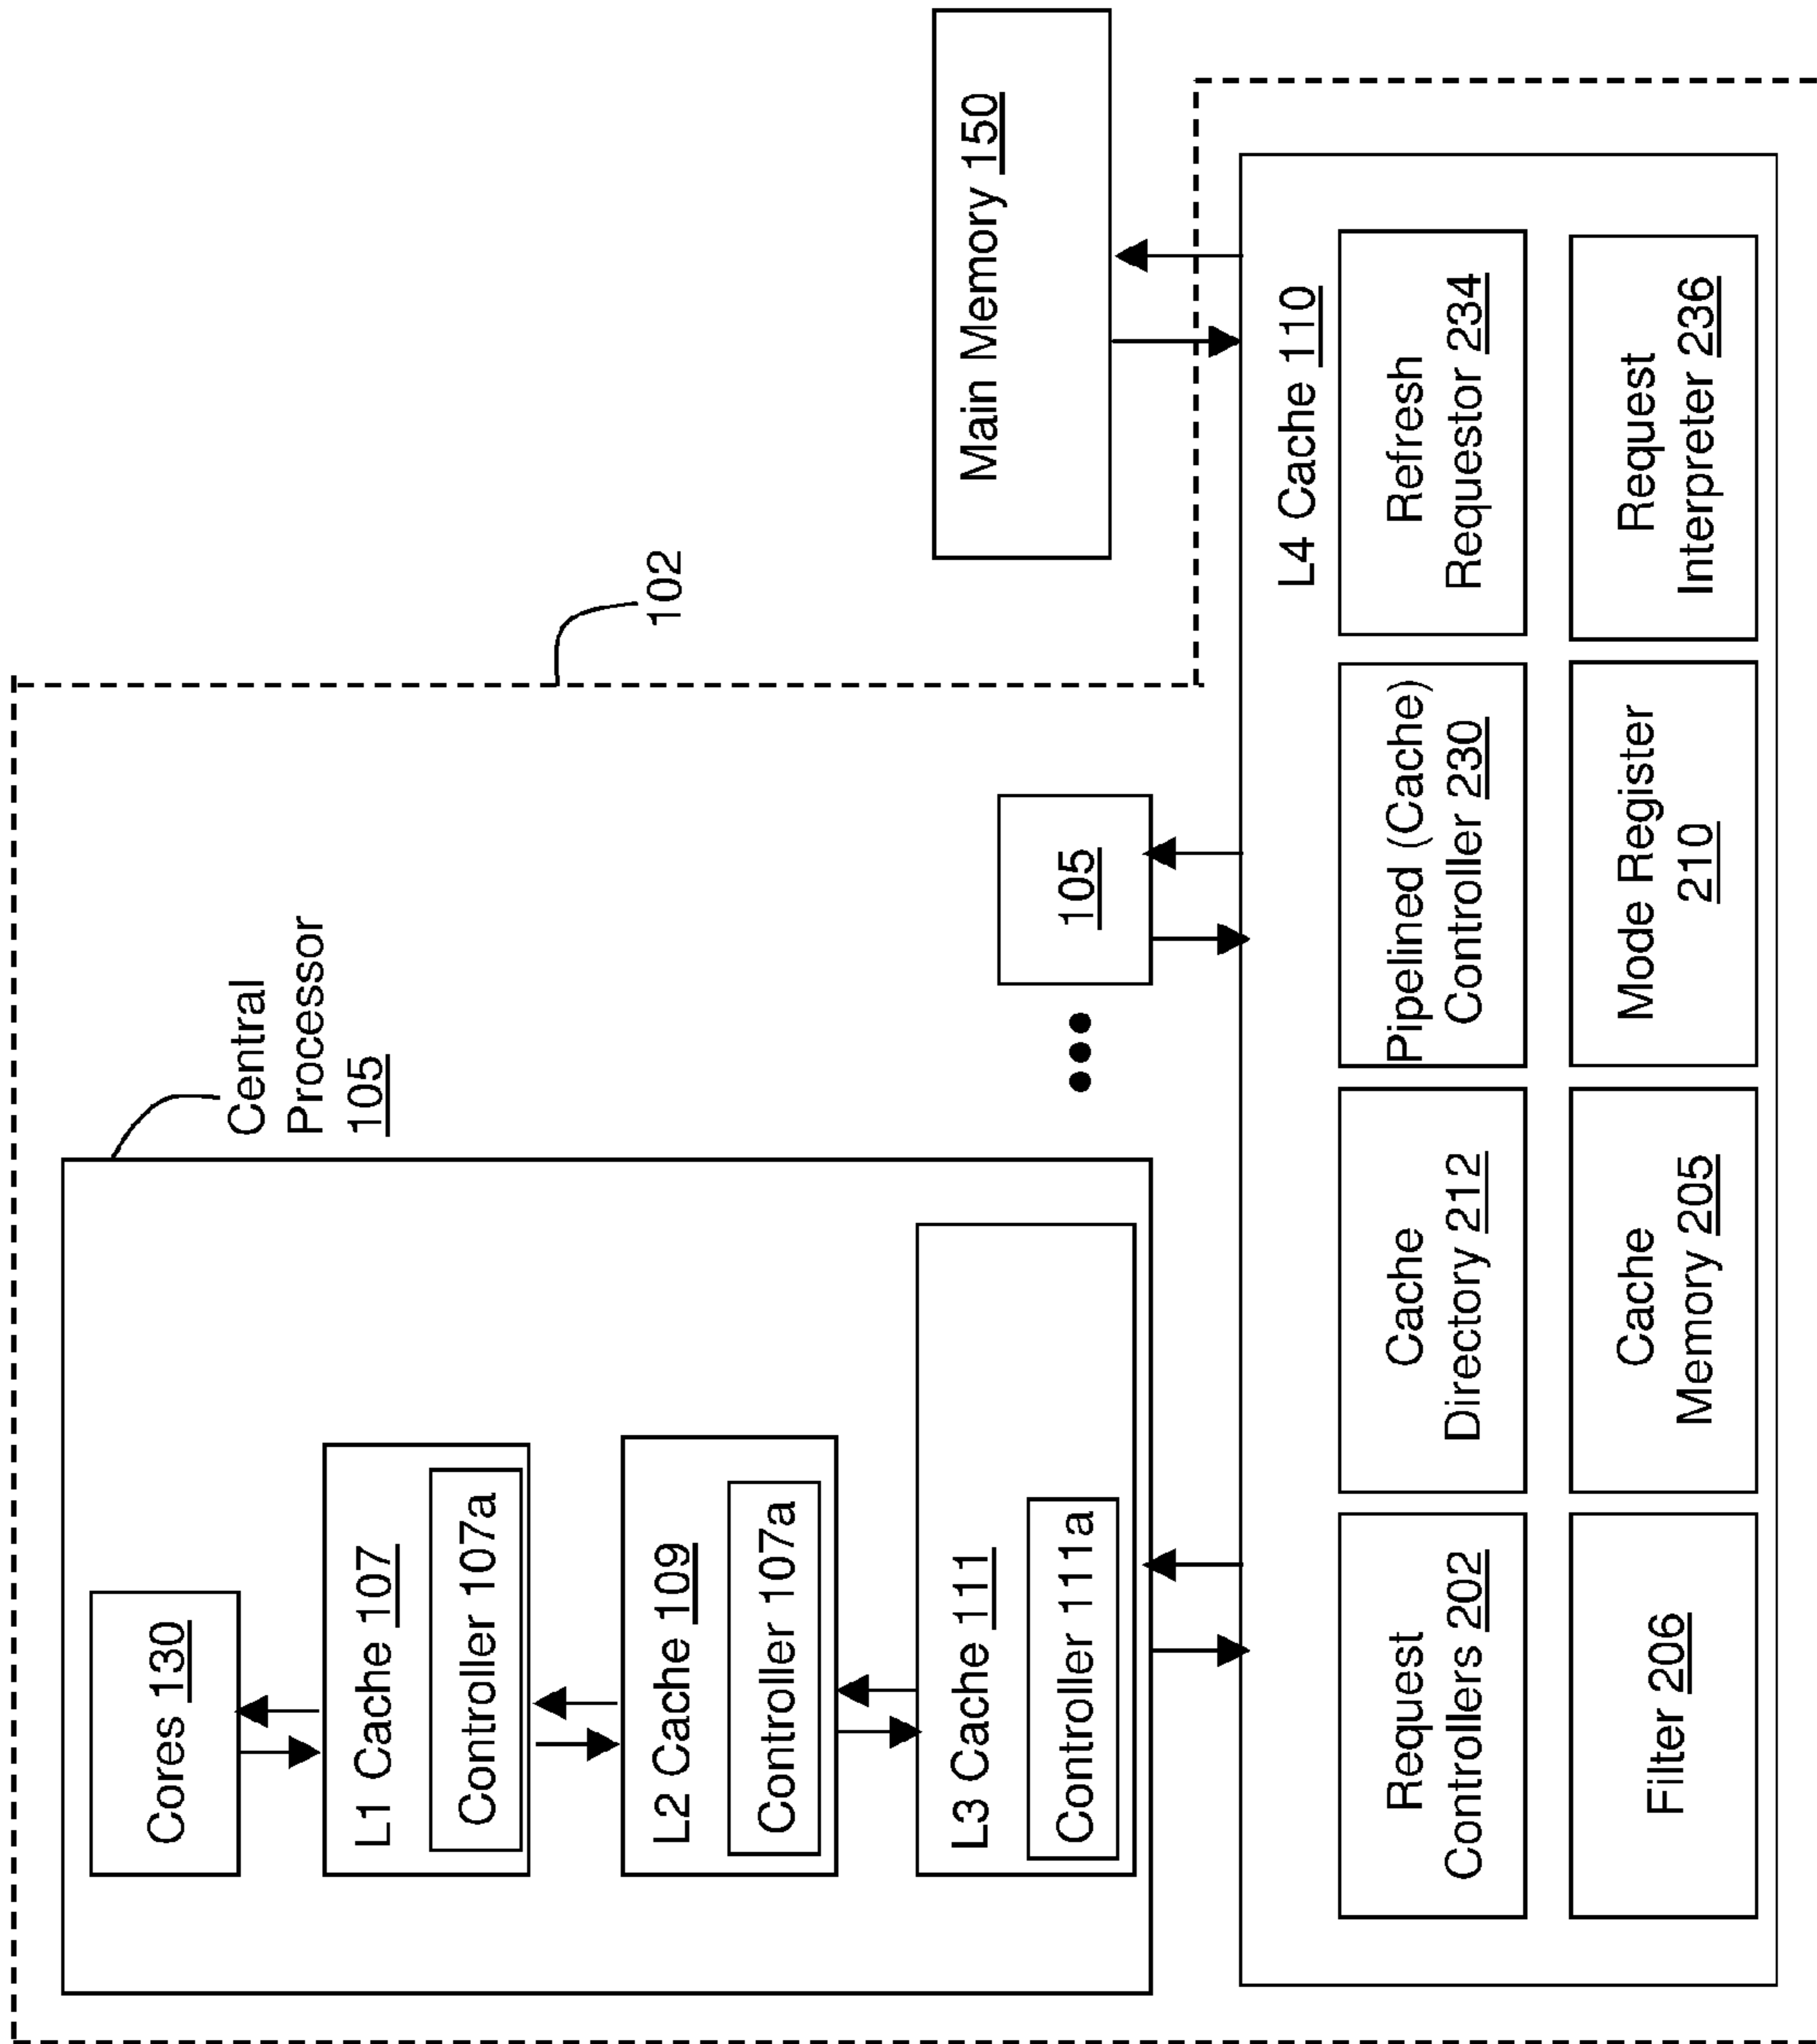 Central
Processor
105
Cores 130
L1 Cache 107
Controller 107a
L2 Cache 109
Controller 107a
L3 Cache 111
Controller 111a
102
105
Main Memory 150
L4 Cache 110
Request
Controllers 202
Cache
Directory 212
Pipelined (Cache)
Controller 230
Refresh
Requestor 234
Filter 206
Cache
Memory 205
Mode Register
210
Request
Interpreter 236